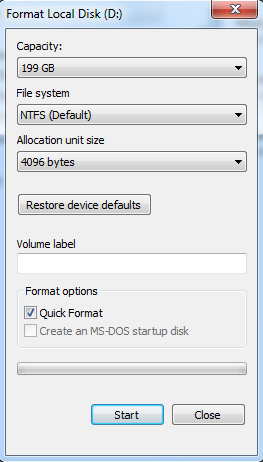 Format Local Disk (D:)
Capacity:
199 GB
File system
NTFS (Default)
Allocation unit size
4096 bytes
Restore device defaults
Volume label
Format options
Quick Format
Create an MS-DOS startup disk
Start
Close